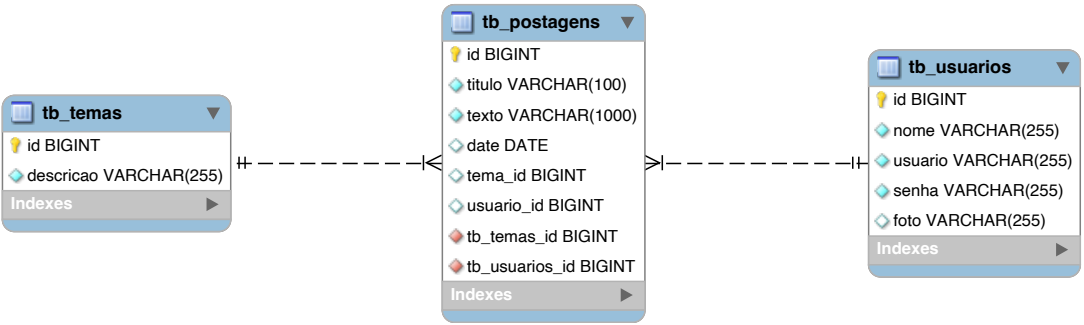 tb_temas
id BIGINT
descricao VARCHAR(255)
Indexes
tb_postagens
id BIGINT
titulo VARCHAR(100)
texto VARCHAR(1000)
date DATE
tema_id BIGINT
usuario_id BIGINT
tb_temas_id BIGINT
tb_usuarios_id BIGINT
Indexes
tb_usuarios
id BIGINT
nome VARCHAR(255)
usuario VARCHAR(255)
senha VARCHAR(255)
foto VARCHAR(255)
Indexes